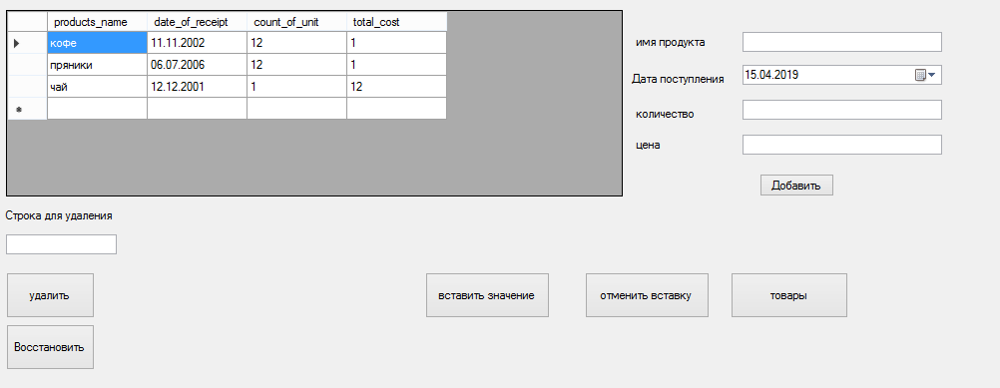 products_name date_of_receipt count_of_unit total_cost
кофе 11.11.2002 12 1
пряники 06.07.2006 12 1
чай 12.12.2001 1 12
имя продукта
Дата поступления 15.04.2019
количество
цена
Добавить
Строка для удаления
удалить вставить значение отменить вставку товары
Восстановить